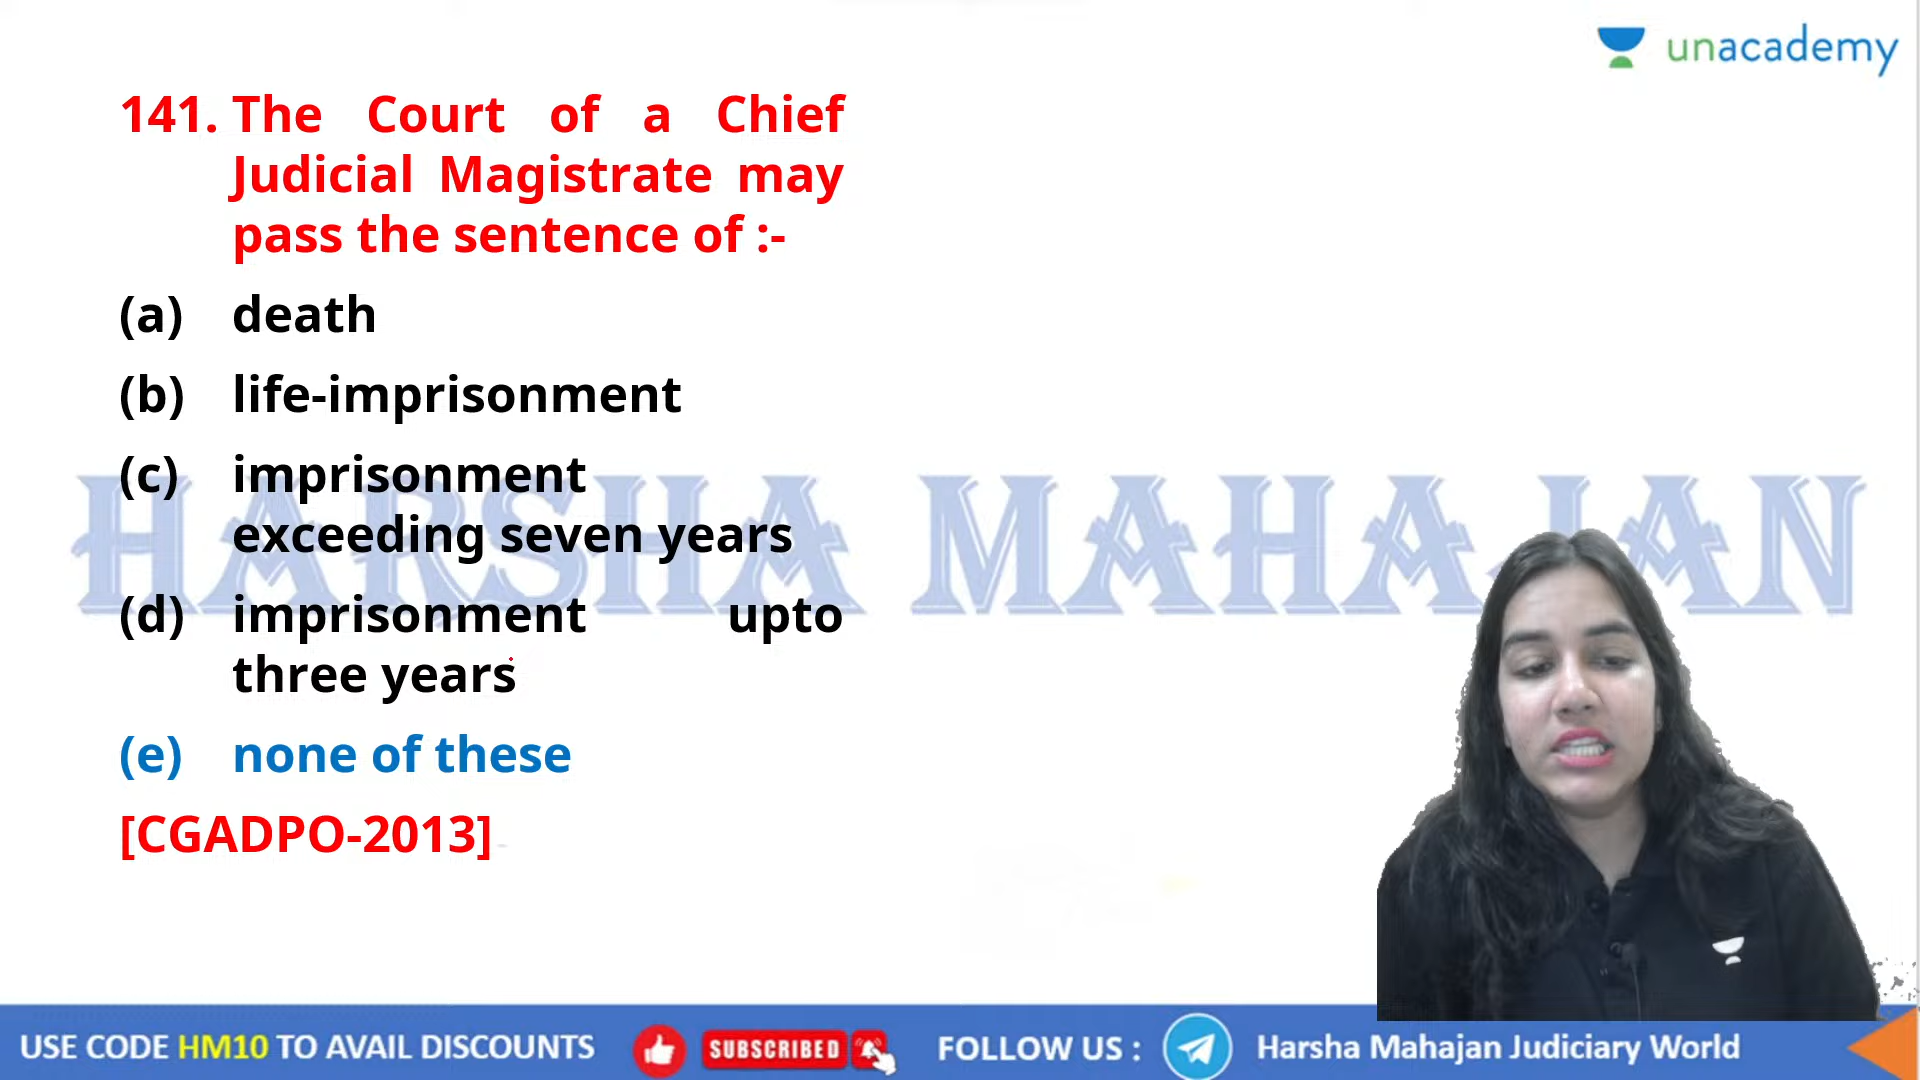 unacademy
141. The Court of a Chief
Judicial Magistrate may
pass the sentence of :-
(a) death
(b) life-imprisonment
(c) imprisonment
exceeding seven years
(d) imprisonment upto
three years
(e) none of these
[CGADPO-2013]
HARSHA MAHAJAN
USE CODE HM10 TO AVAIL DISCOUNTS
SUBSCRIBED
FOLLOW US :
Harsha Mahajan Judiciary World